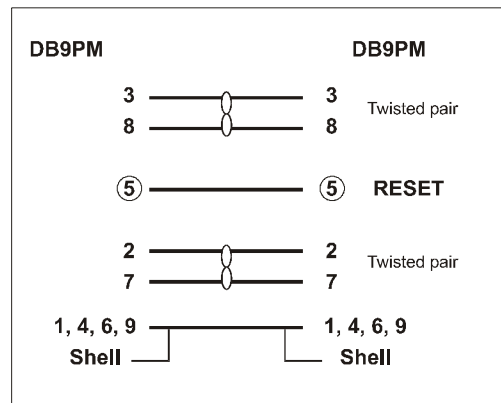 DB9PM DB9PM
3 3 Twisted pair
8 8
5 5 RESET
2 2 Twisted pair
7 7
1, 4, 6, 9 1, 4, 6, 9
Shell Shell